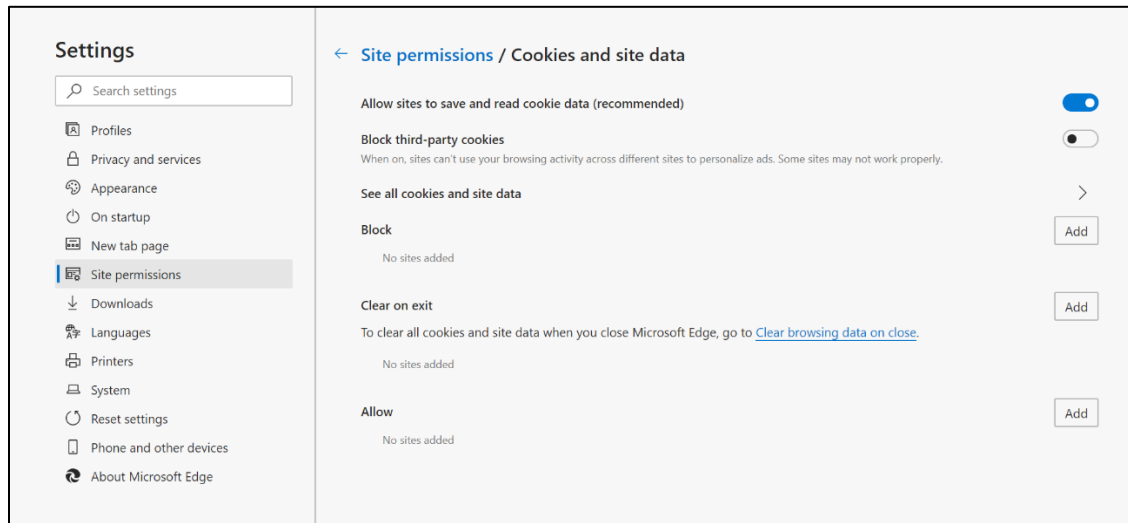 Settings
Search settings
Profiles
Privacy and services
Appearance
On startup
New tab page
Site permissions
Downloads
Languages
Printers
System
Reset settings
Phone and other devices
About Microsoft Edge
Site permissions / Cookies and site data
Allow sites to save and read cookie data (recommended)
Block third-party cookies
When on, sites can't use your browsing activity across different sites to personalize ads. Some sites may not work properly.
See all cookies and site data
Block
Add
No sites added
Clear on exit
Add
To clear all cookies and site data when you close Microsoft Edge, go to Clear browsing data on close.
No sites added
Allow
Add
No sites added